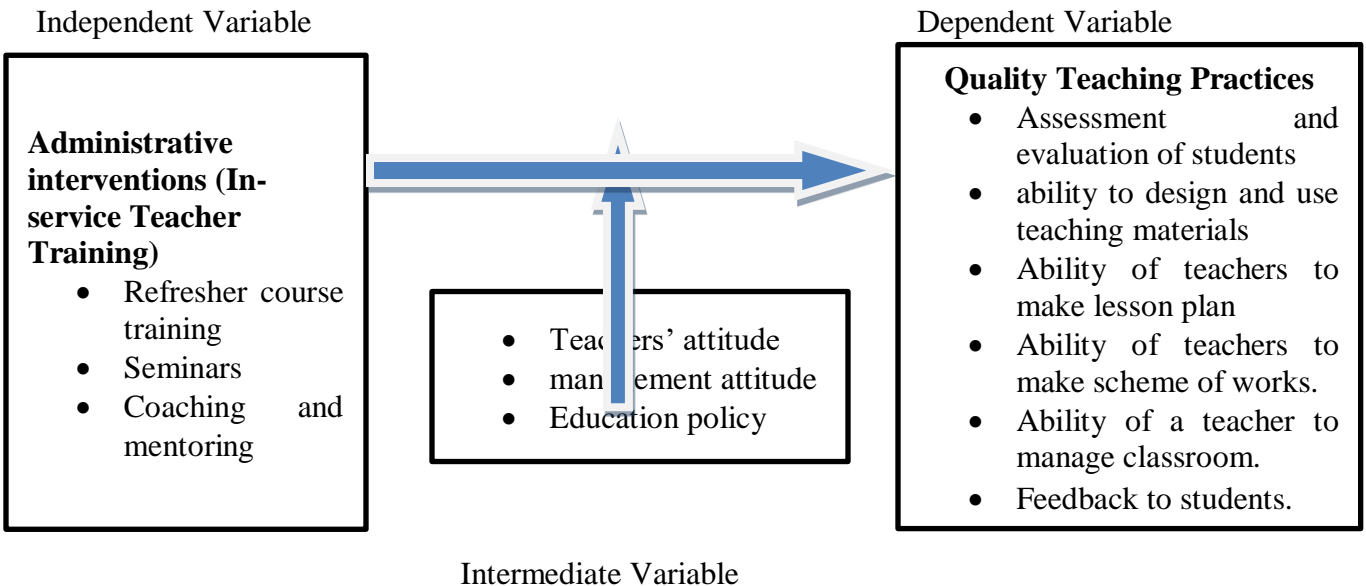 Independent Variable
Dependent Variable
Administrative
interventions (In-
service Teacher
Training)
• Refresher course
training
• Seminars
• Coaching and
mentoring
• Teachers’ attitude
• management attitude
• Education policy
Quality Teaching Practices
• Assessment and
evaluation of students
• ability to design and use
teaching materials
• Ability of teachers to
make lesson plan
• Ability of teachers to
make scheme of works.
• Ability of a teacher to
manage classroom.
• Feedback to students.
Intermediate Variable